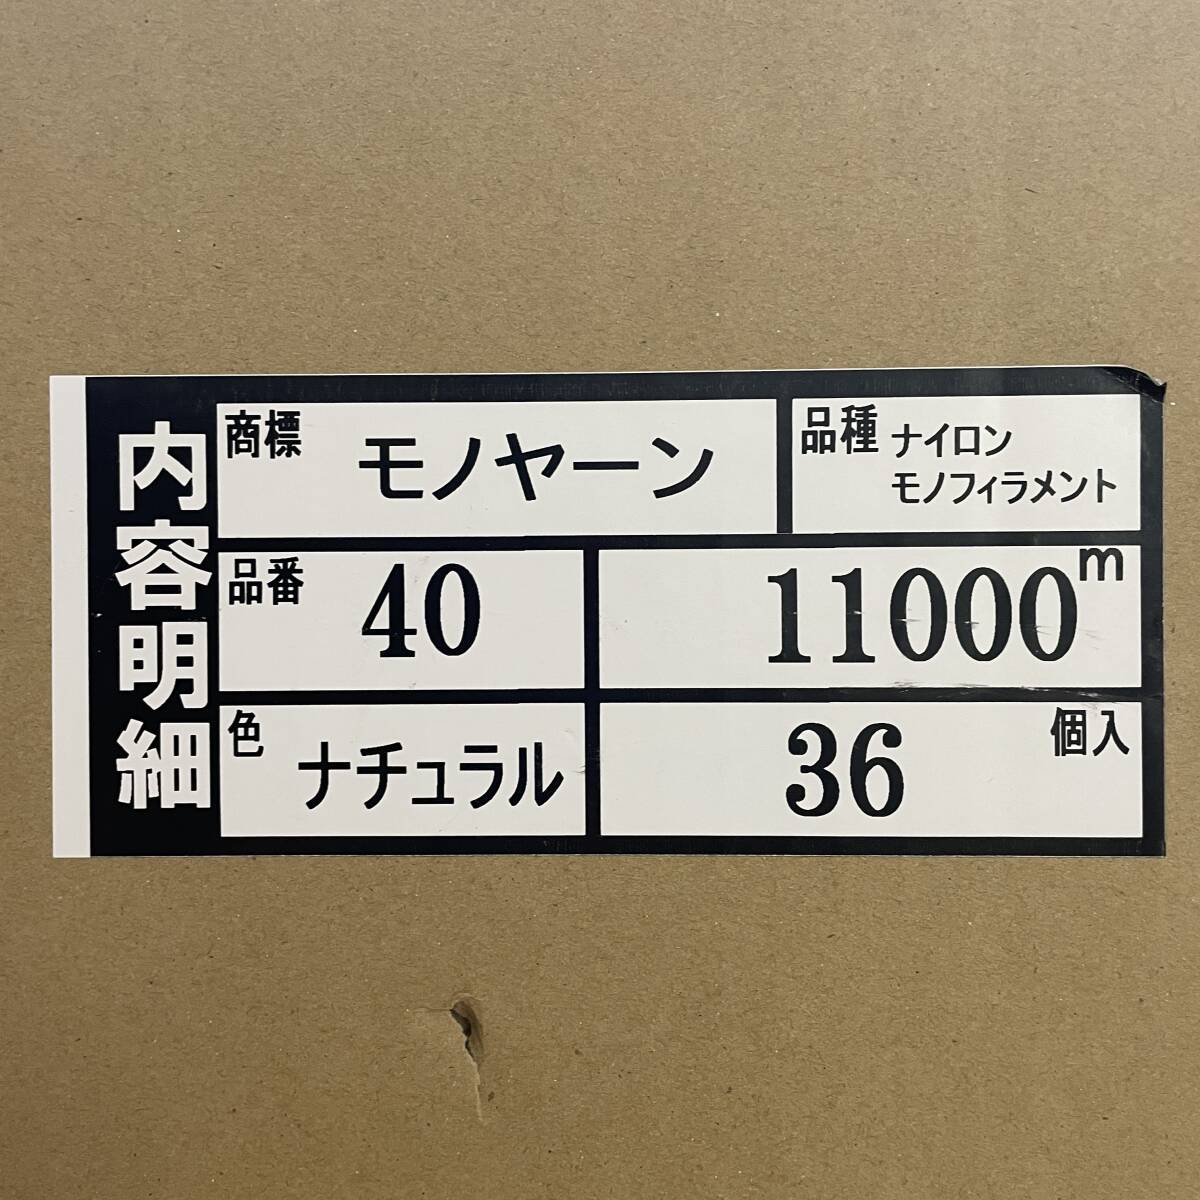 内容明細
商標 モノヤーン
品種 ナイロン
モノフィラメント
品番 40
11000m
色 ナチュラル
36 個入